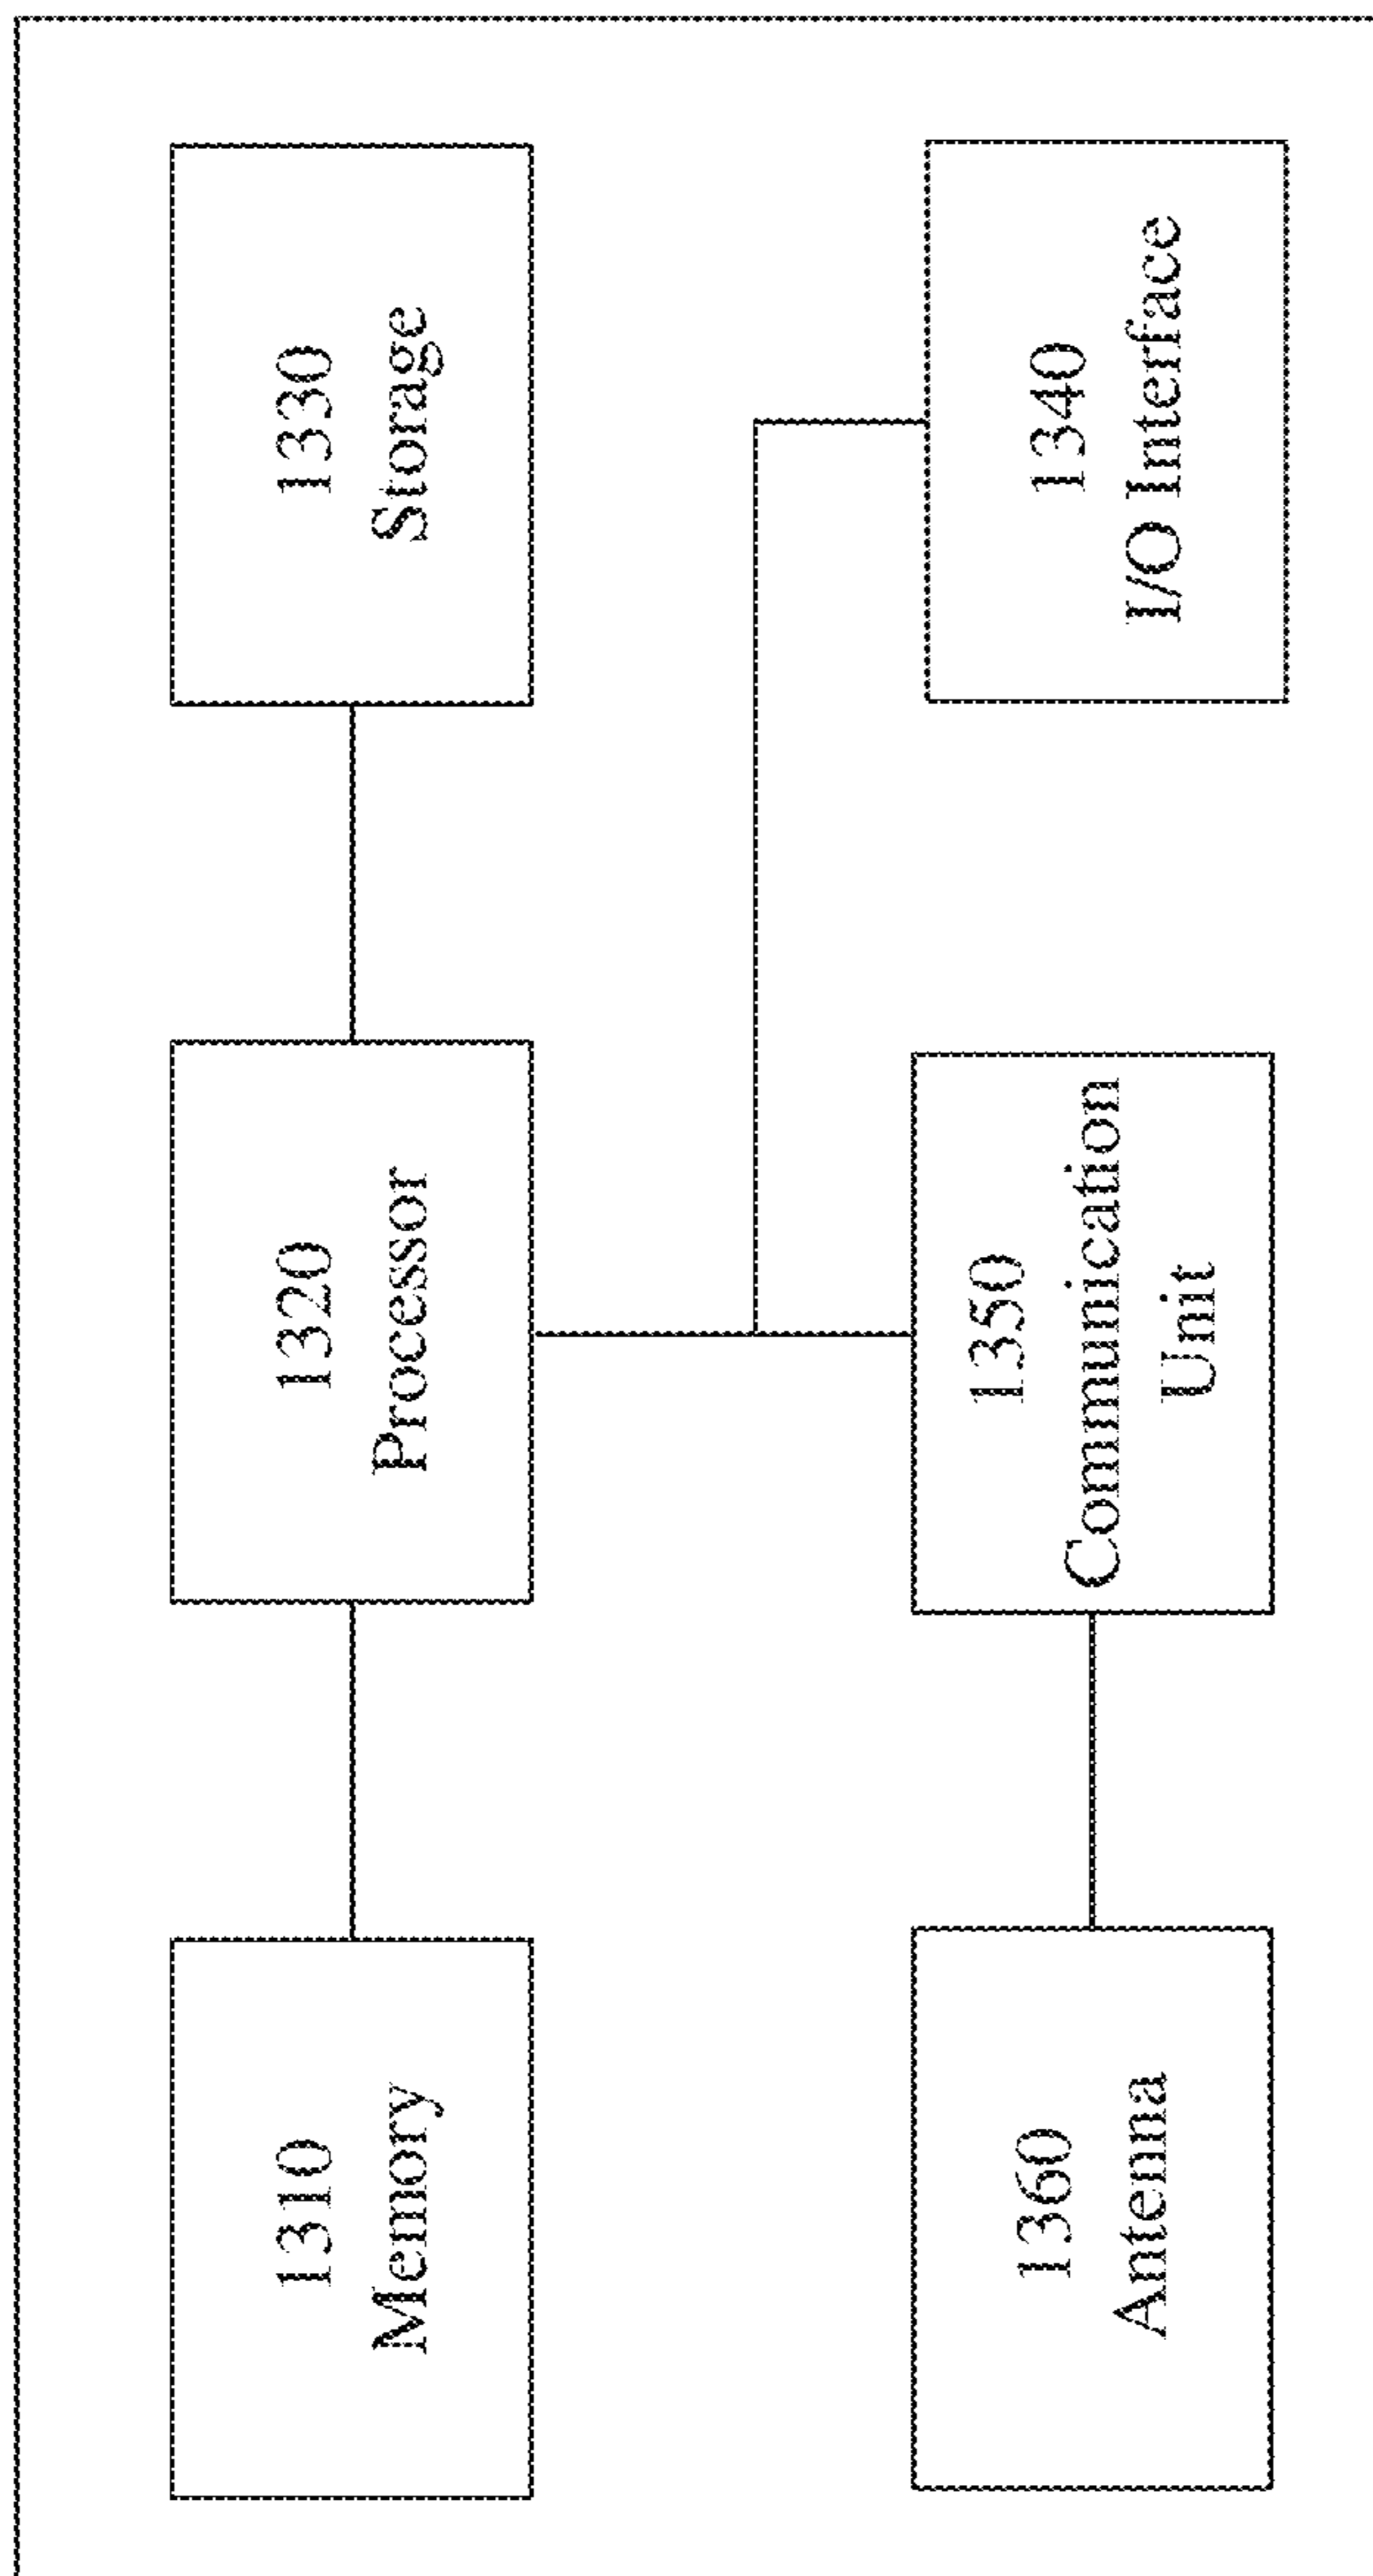 1310
Memory
1320
Processor
1330
Storage
1360
Antenna
1350
Communication
Unit
1340
I/O Interface